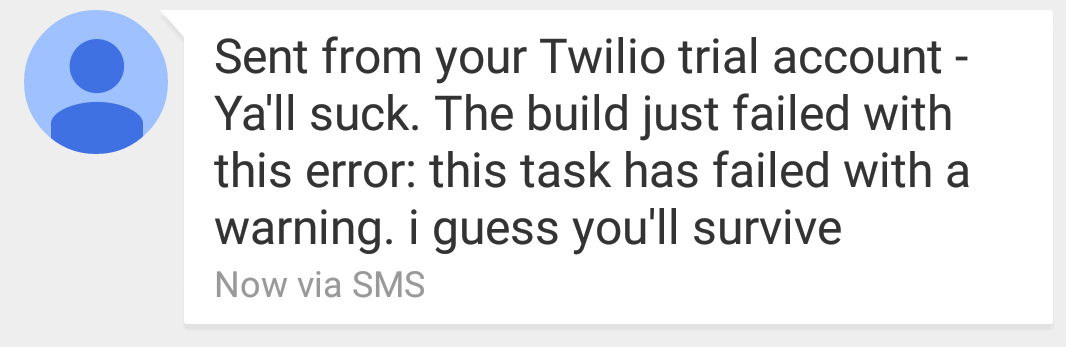 Sent from your Twilio trial account -
Ya'll suck. The build just failed with
this error: this task has failed with a
warning. i guess you'll survive
Now via SMS